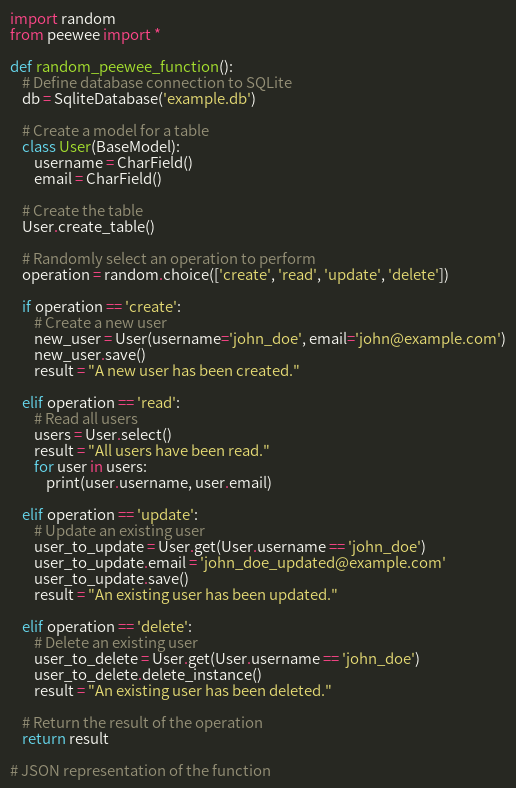 import random
from peewee import *

def random_peewee_function():
    # Define database connection to SQLite
    db = SqliteDatabase('example.db')

    # Create a model for a table
    class User(BaseModel):
        username = CharField()
        email = CharField()

    # Create the table
    User.create_table()

    # Randomly select an operation to perform
    operation = random.choice(['create', 'read', 'update', 'delete'])

    if operation == 'create':
        # Create a new user
        new_user = User(username='john_doe', email='john@example.com')
        new_user.save()
        result = "A new user has been created."

    elif operation == 'read':
        # Read all users
        users = User.select()
        result = "All users have been read."
        for user in users:
            print(user.username, user.email)

    elif operation == 'update':
        # Update an existing user
        user_to_update = User.get(User.username == 'john_doe')
        user_to_update.email = 'john_doe_updated@example.com'
        user_to_update.save()
        result = "An existing user has been updated."

    elif operation == 'delete':
        # Delete an existing user
        user_to_delete = User.get(User.username == 'john_doe')
        user_to_delete.delete_instance()
        result = "An existing user has been deleted."

    # Return the result of the operation
    return result

# JSON representation of the function